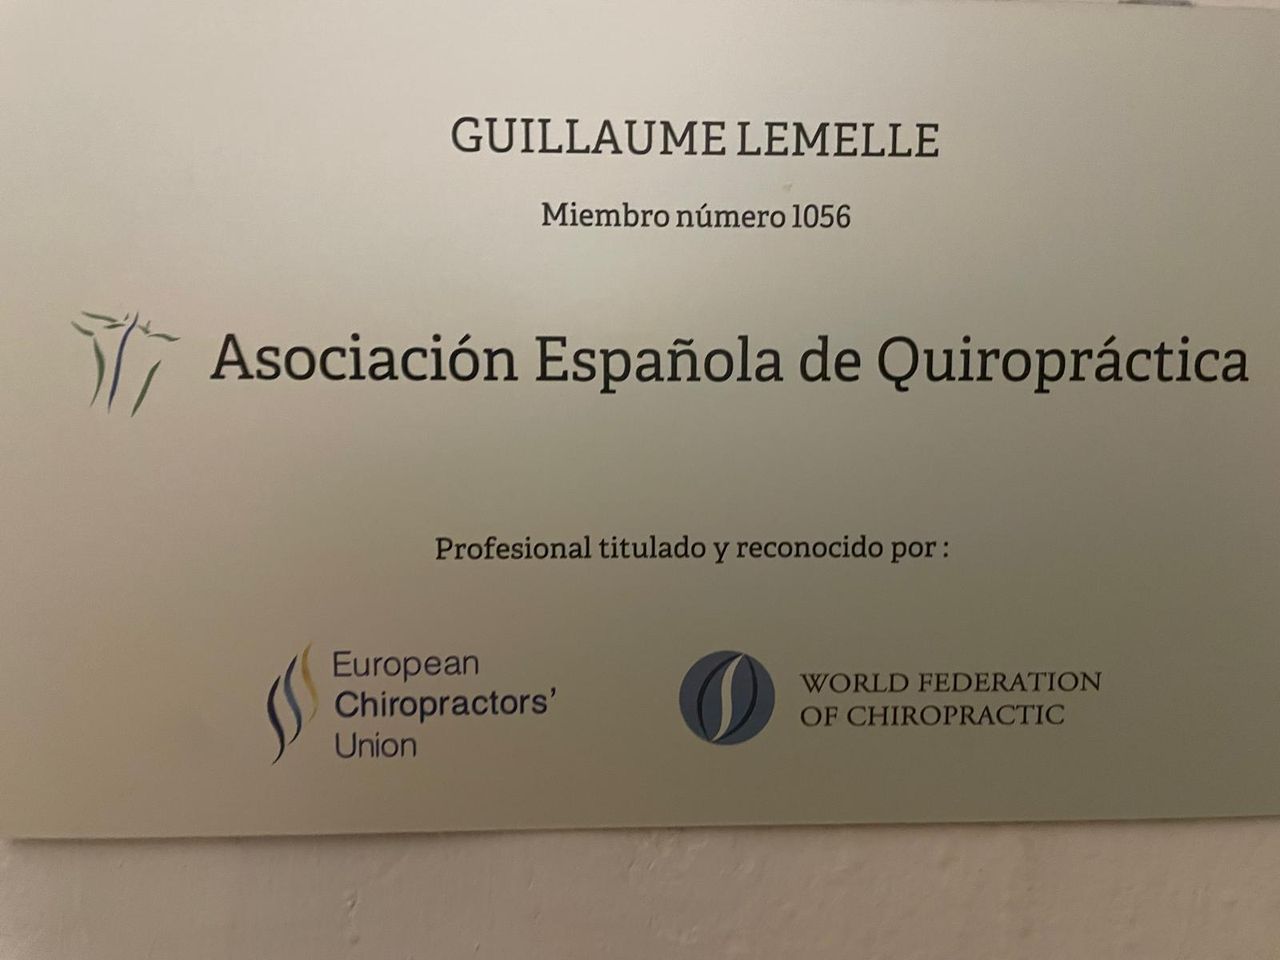 GUILLAUME LEMELLE
Miembro número 1056
Asociación Española de Quiropráctica
Profesional titulado y reconocido por :
European
Chiropractors’
Union
WORLD FEDERATION
OF CHIROPRACTIC